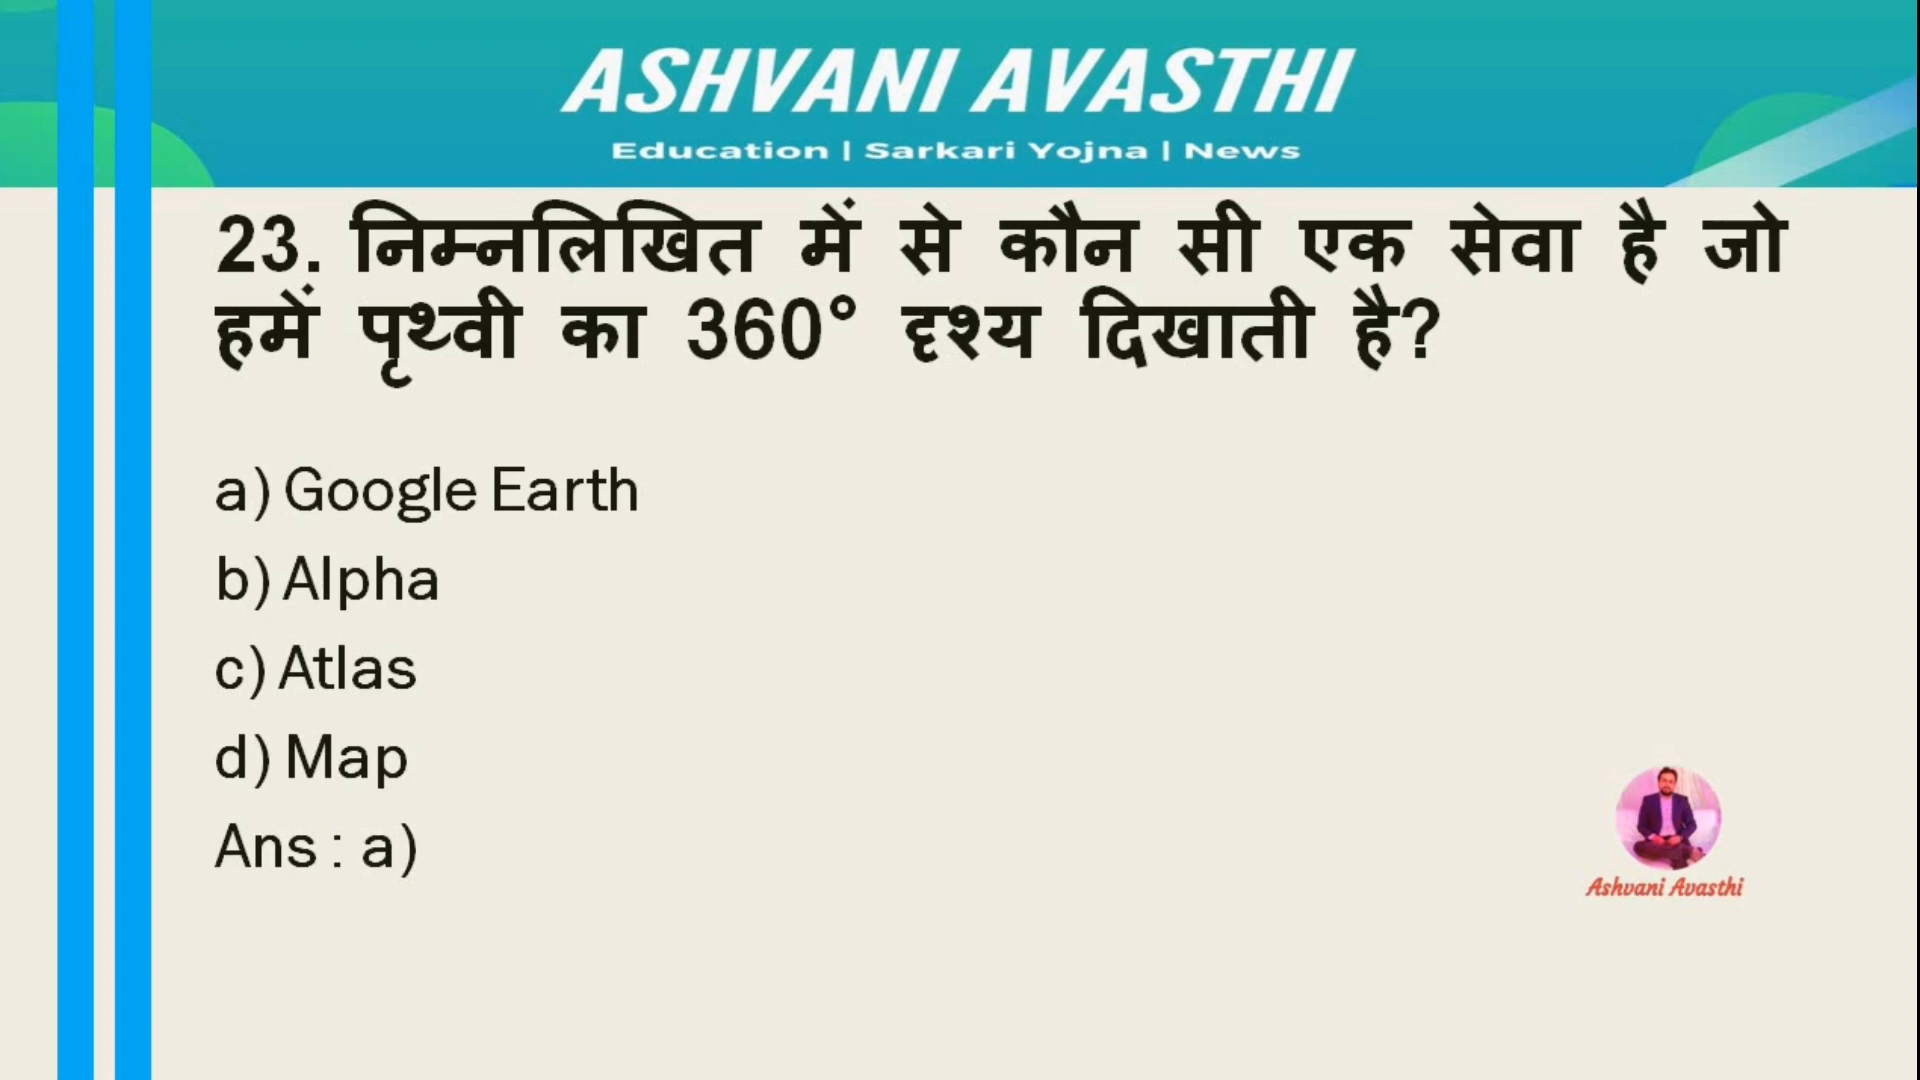 ASHVANI AVASTHI
Education | Sarkari Yojna | News
23. निम्नलिखित में से कौन सी एक सेवा है जो
हमें पृथ्वी का 360° दृश्य दिखाती है?
a) Google Earth
b) Alpha
c) Atlas
d) Map
Ans : a)
Ashvani Avasthi